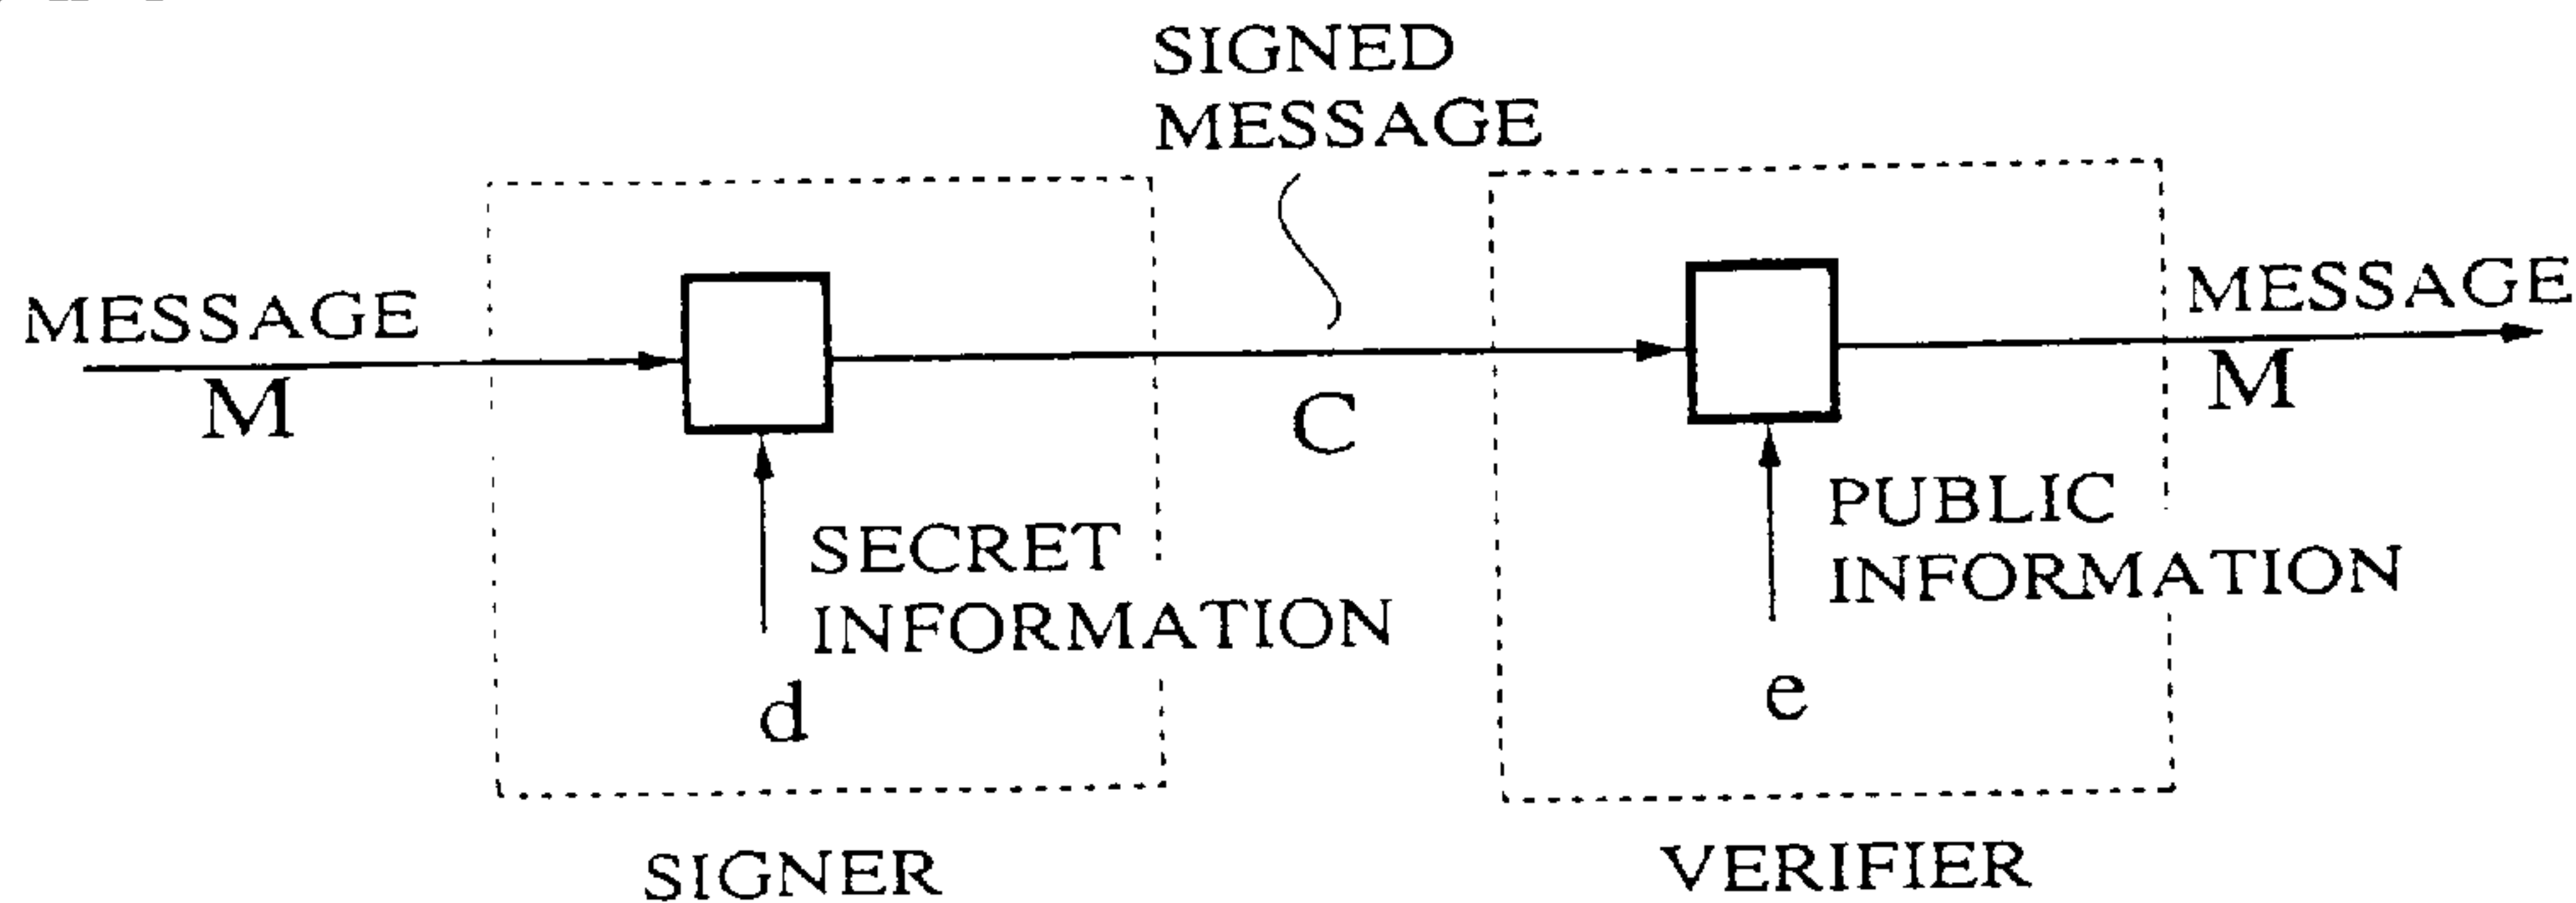 SIGNED
MESSAGE
MESSAGE
M
SECRET
INFORMATION
d
SIGNER
C
MESSAGE
M
PUBLIC
INFORMATION
e
VERIFIER